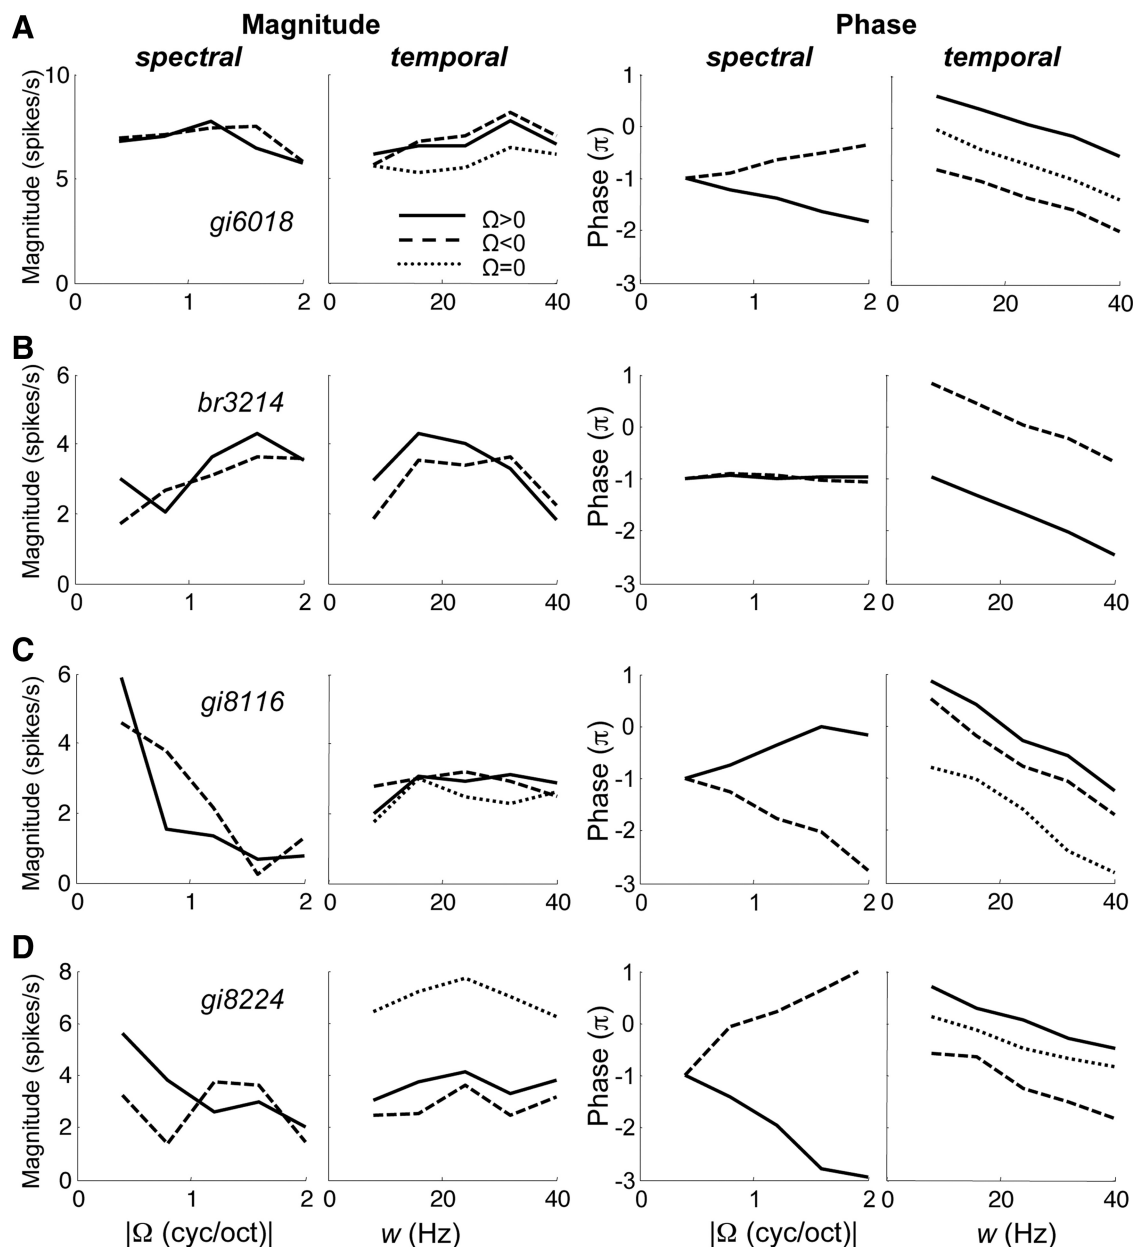 A
Magnitude
Phase
spectral
temporal
spectral
temporal
Magnitude (spikes/s)
10
5
0
gi6018
Ω>0
Ω<0
Ω=0
0 1 2
0 20 40
Phase (π)
1
0
-1
-2
-3
0 1 2
0 20 40
B
Magnitude (spikes/s)
6
4
2
0
br3214
0 1 2
0 20 40
Phase (π)
1
0
-1
-2
-3
0 1 2
0 20 40
C
Magnitude (spikes/s)
6
4
2
0
gi8116
0 1 2
0 20 40
Phase (π)
1
0
-1
-2
-3
0 1 2
0 20 40
D
Magnitude (spikes/s)
8
6
4
2
0
gi8224
0 1 2
0 20 40
Phase (π)
1
0
-1
-2
-3
0 1 2
0 20 40
|Ω (cyc/oct)|
w (Hz)
|Ω (cyc/oct)|
w (Hz)